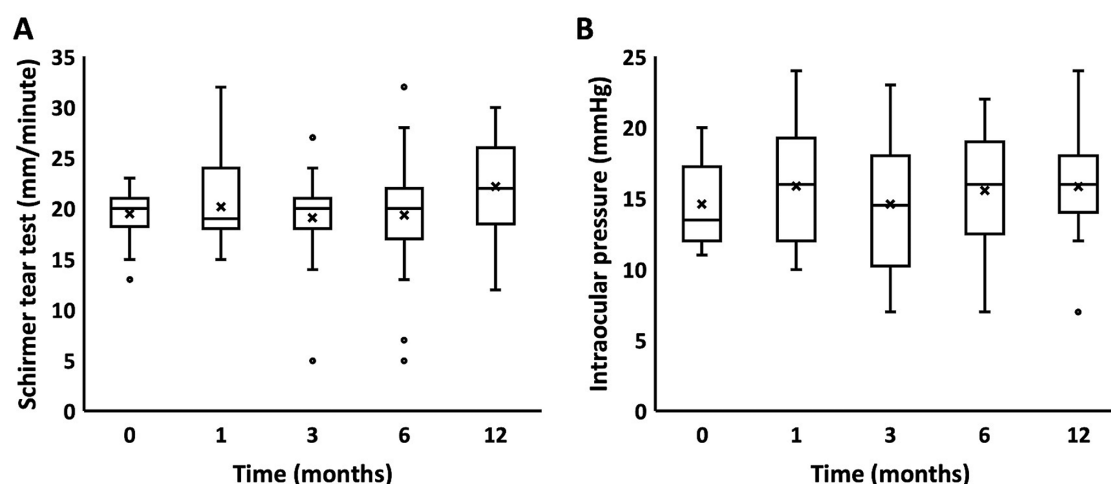 A
Schirmer tear test (mm/minute)
35
30
25
20
15
10
5
0
0 1 3 6 12
Time (months)
B
Intraocular pressure (mmHg)
25
20
15
10
5
0
0 1 3 6 12
Time (months)